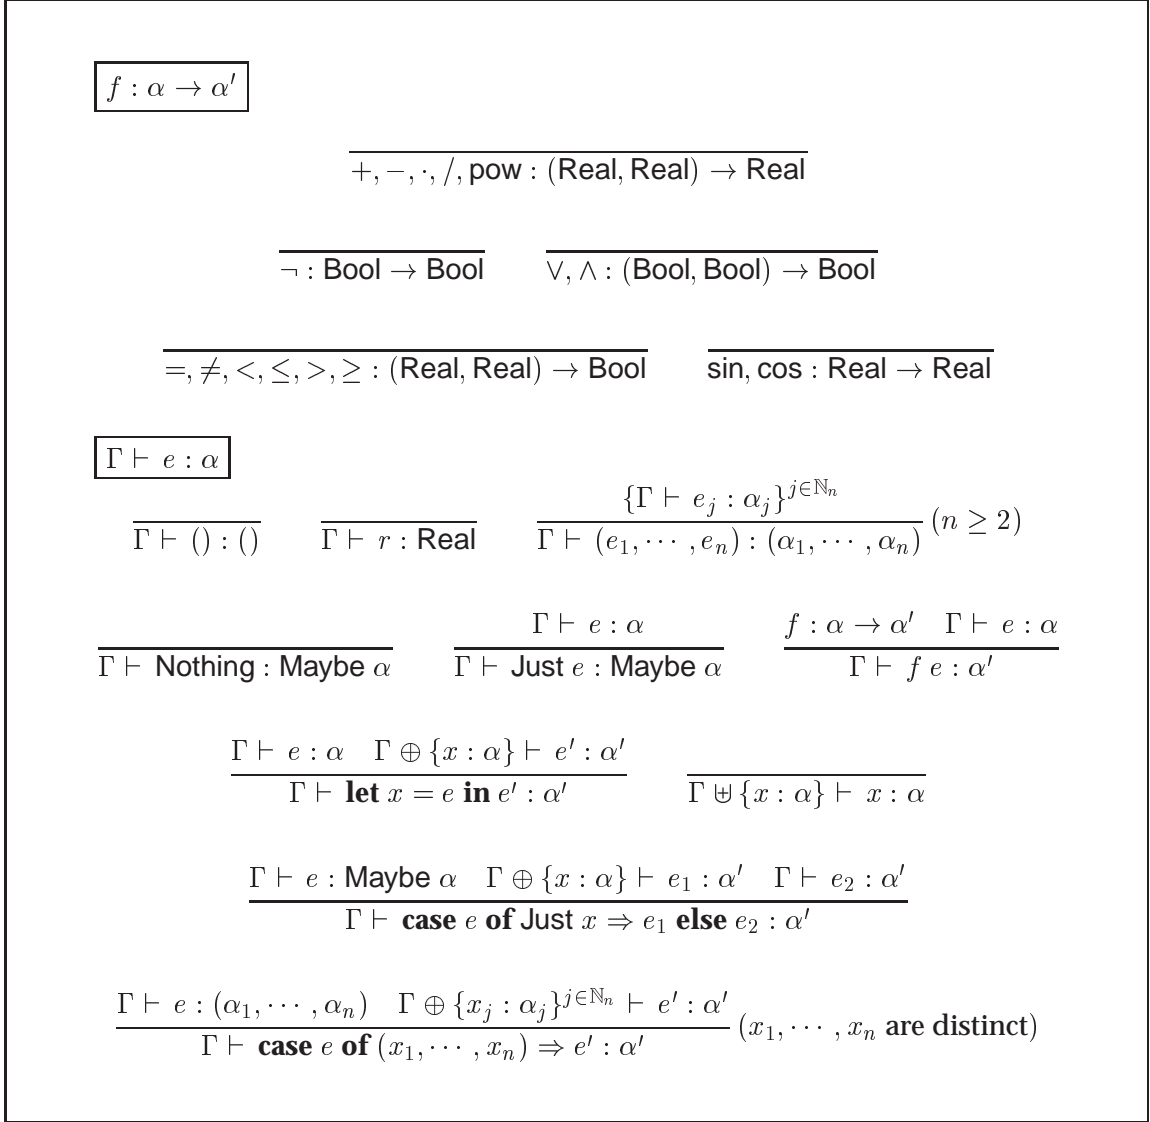 f : α → α′
+, −, ·, /, pow : (Real, Real) → Real
¬ : Bool → Bool    ∨, ∧ : (Bool, Bool) → Bool
=, ≠, <, ≤, >, ≥ : (Real, Real) → Bool    sin, cos : Real → Real
Γ ⊢ e : α
{Γ ⊢ e_j : α_j}^{j∈ℕ_n}
Γ ⊢ () : ()    Γ ⊢ r : Real    Γ ⊢ (e_1, ⋯ , e_n) : (α_1, ⋯ , α_n) (n ≥ 2)
Γ ⊢ e : α    f : α → α′    Γ ⊢ e : α
Γ ⊢ Nothing : Maybe α    Γ ⊢ Just e : Maybe α    Γ ⊢ f e : α′
Γ ⊢ e : α    Γ ⊕ {x : α} ⊢ e′ : α′
Γ ⊢ let x = e in e′ : α′    Γ ⊎ {x : α} ⊢ x : α
Γ ⊢ e : Maybe α    Γ ⊕ {x : α} ⊢ e_1 : α′    Γ ⊢ e_2 : α′
Γ ⊢ case e of Just x ⇒ e_1 else e_2 : α′
Γ ⊢ e : (α_1, ⋯ , α_n)    Γ ⊕ {x_j : α_j}^{j∈ℕ_n} ⊢ e′ : α′
Γ ⊢ case e of (x_1, ⋯ , x_n) ⇒ e′ : α′ (x_1, ⋯ , x_n are distinct)